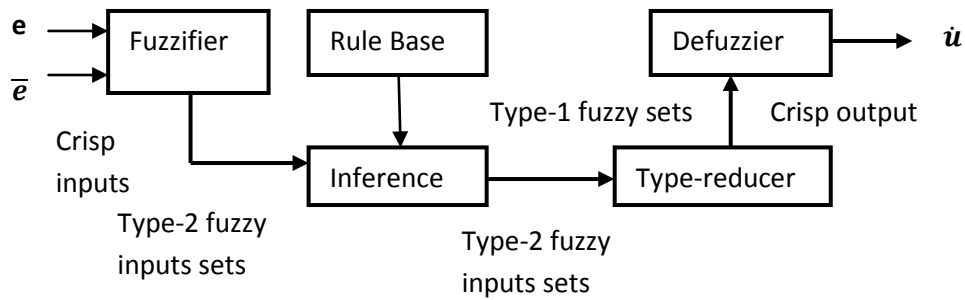 e
Fuzzifier
Rule Base
Defuzzier
u̇
e̅
Type-1 fuzzy sets
Crisp output
Crisp
inputs
Inference
Type-reducer
Type-2 fuzzy
inputs sets
Type-2 fuzzy
inputs sets